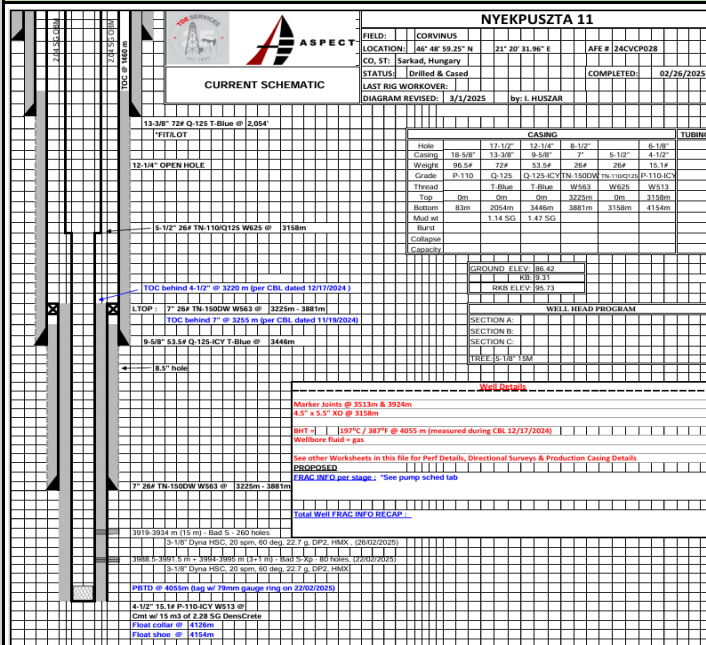 NYEKPUSZTA 11
TDE SERVICES
ASPECT
CURRENT SCHEMATIC
FIELD: CORVINUS
LOCATION: 46° 48' 59.25" N 21° 20' 31.96" E AFE # 24CVCP028
CO, ST: Sarkad, Hungary
STATUS: Drilled & Cased COMPLETED: 02/26/2025
LAST RIG WORKOVER:
DIAGRAM REVISED: 3/1/2025 by: I. HUSZAR
2.04 SG OBM
2.04 SG OBM
TOC @ 1460 m
13-3/8" 72# Q-125 T-Blue @ 2,054'
"FIT/LOT
12-1/4" OPEN HOLE
CASING TUBING
Hole 17-1/2" 12-1/4" 8-1/2" 6-1/8"
Casing 18-5/8" 13-3/8" 9-5/8" 7" 5-1/2" 4-1/2"
Weight 96.5# 72# 53.5# 26# 26# 15.1#
Grade P-110 Q-125 Q-125-ICY TN-150DW TN-110/Q125 P-110-ICY
Thread T-Blue T-Blue W563 W625 W513
Top 0m 0m 0m 3225m 0m 3158m
Bottom 83m 2054m 3446m 3881m 3158m 4154m
Mud wt 1.14 SG 1.47 SG
Burst
Collapse
Capacity
5-1/2" 26# TN-110/Q125 W625 @ 3158m
GROUND ELEV: 86.42
KB: 9.31
RKB ELEV: 95.73
TOC behind 4-1/2" @ 3220 m (per CBL dated 12/17/2024 )
LTOP : 7" 26# TN-150DW W563 @ 3225m - 3881m
TOC behind 7" @ 3255 m (per CBL dated 11/19/2024)
WELL HEAD PROGRAM
SECTION A:
SECTION B:
SECTION C:
TREE: 5-1/8" 15M
9-5/8" 53.5# Q-125-ICY T-Blue @ 3446m
8.5" hole
Well Details
Marker Joints @ 3513m & 3924m
4.5" x 5.5" XO @ 3158m
BHT = 197°C / 387°F @ 4055 m (measured during CBL 12/17/2024)
Wellbore fluid = gas
See other Worksheets in this file for Perf Details, Directional Surveys & Production Casing Details
PROPOSED
FRAC INFO per stage : "See pump sched tab
7" 26# TN-150DW W563 @ 3225m - 3881m
Total Well FRAC INFO RECAP :
3919-3934 m (15 m) - Bad S - 260 holes
3-1/8" Dyna HSC, 20 spm, 60 deg, 22.7 g, DP2, HMX , (26/02/2025)
3988.5-3991.5 m + 3994-3995 m (3+1 m) - Bad S-Xp - 80 holes, (22/02/2025)
3-1/8" Dyna HSC, 20 spm, 60 deg, 22.7 g, DP2, HMX
PBTD @ 4055m (tag w/ 79mm gauge ring on 22/02/2025)
4-1/2" 15.1# P-110-ICY W513 @
Cmt w/ 15 m3 of 2.28 SG DensCrete
Float collar @ 4126m
Float shoe @ 4154m